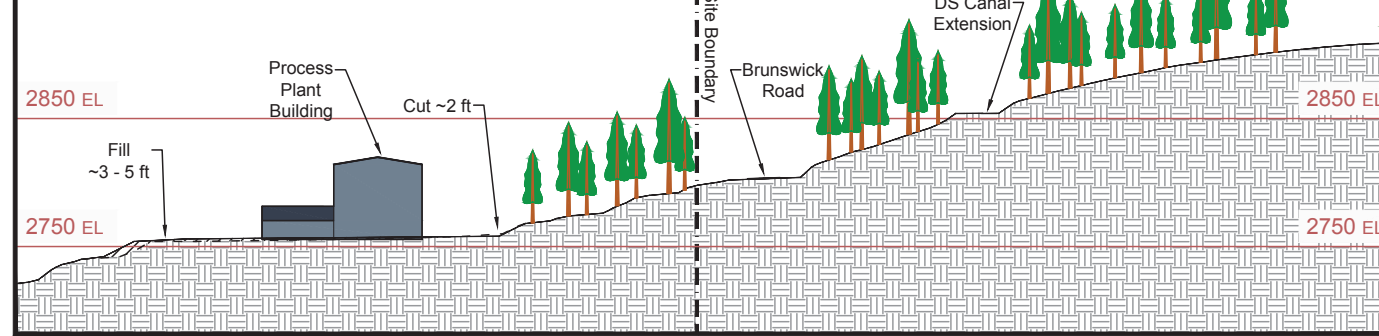 DS Canal
Extension
Site Boundary
Process
Plant
Building
Brunswick
Road
2850 EL
Cut ~2 ft
2850 EL
Fill
~3 - 5 ft
2750 EL
2750 EL